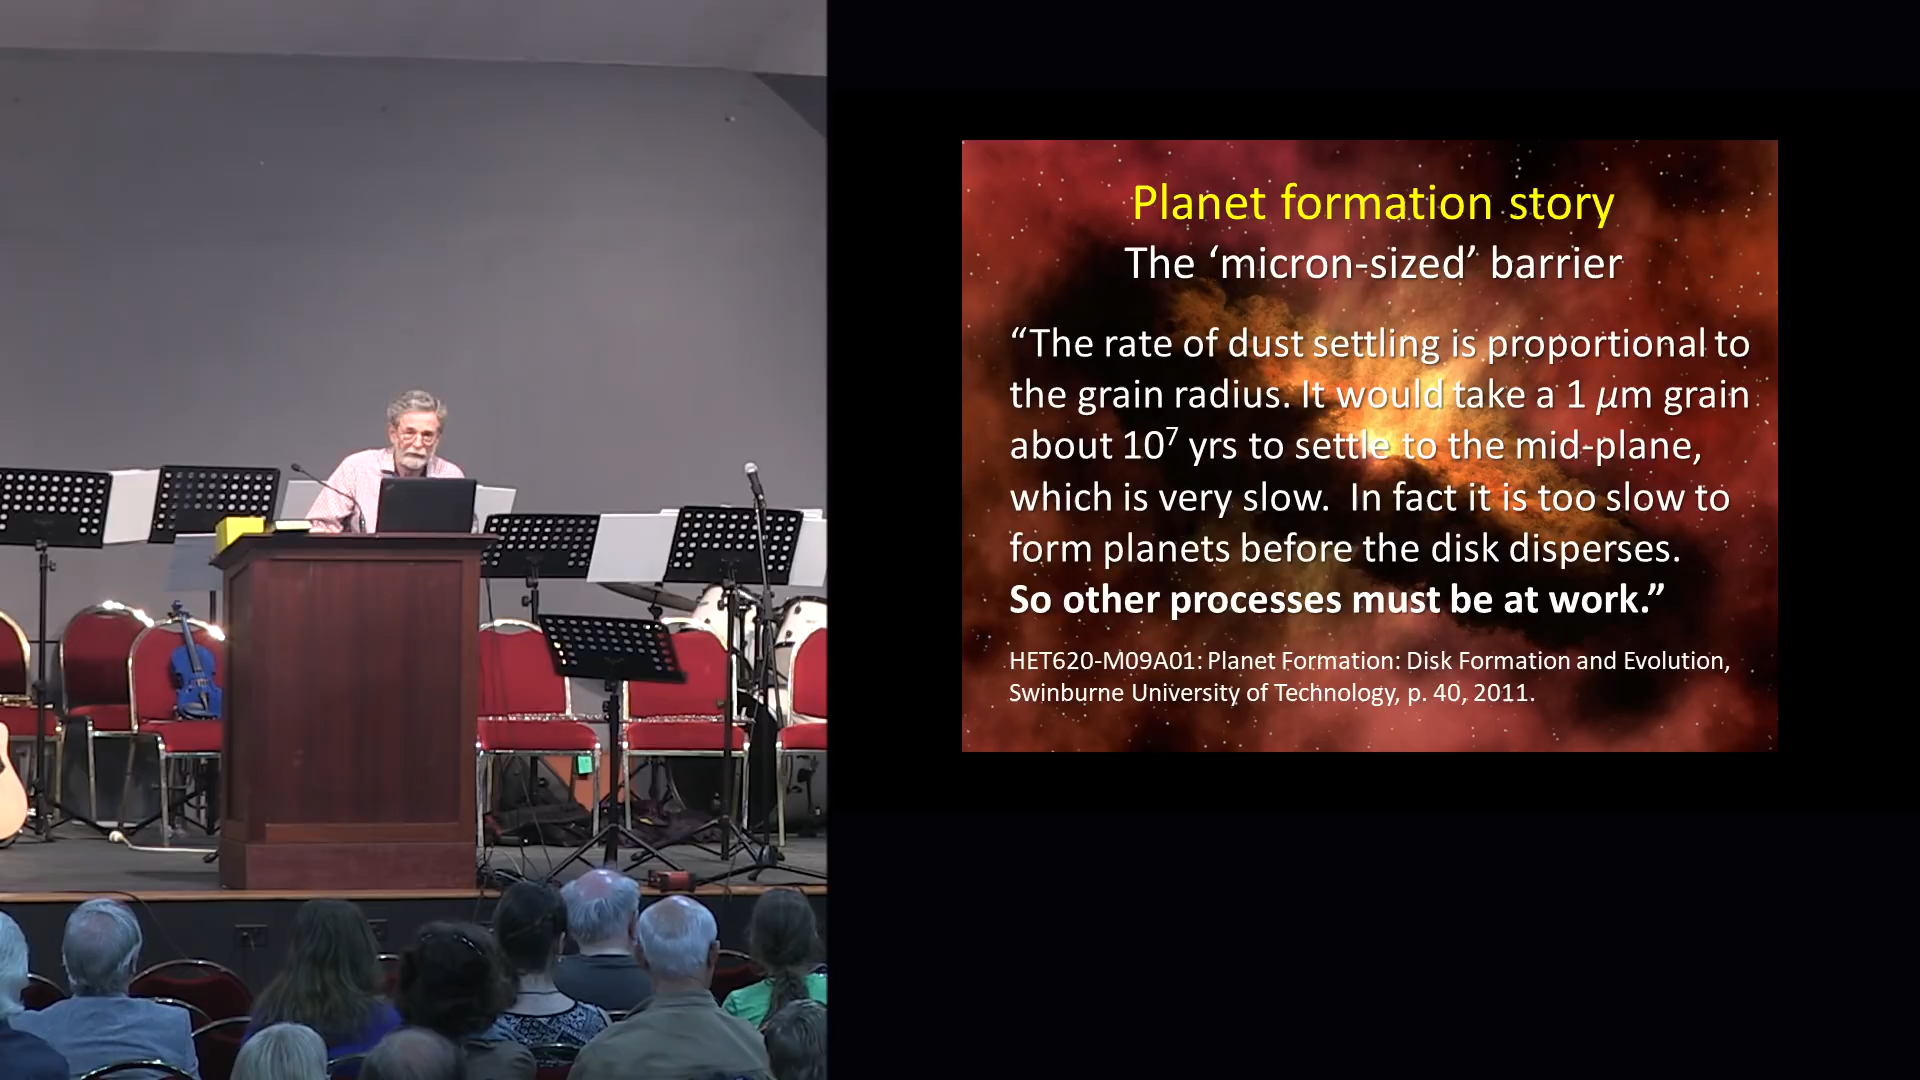 Planet formation story
The ‘micron-sized’ barrier
“The rate of dust settling is proportional to
the grain radius. It would take a 1 μm grain
about 10⁷ yrs to settle to the mid-plane,
which is very slow.  In fact it is too slow to
form planets before the disk disperses.
So other processes must be at work.”
HET620-M09A01: Planet Formation: Disk Formation and Evolution,
Swinburne University of Technology, p. 40, 2011.